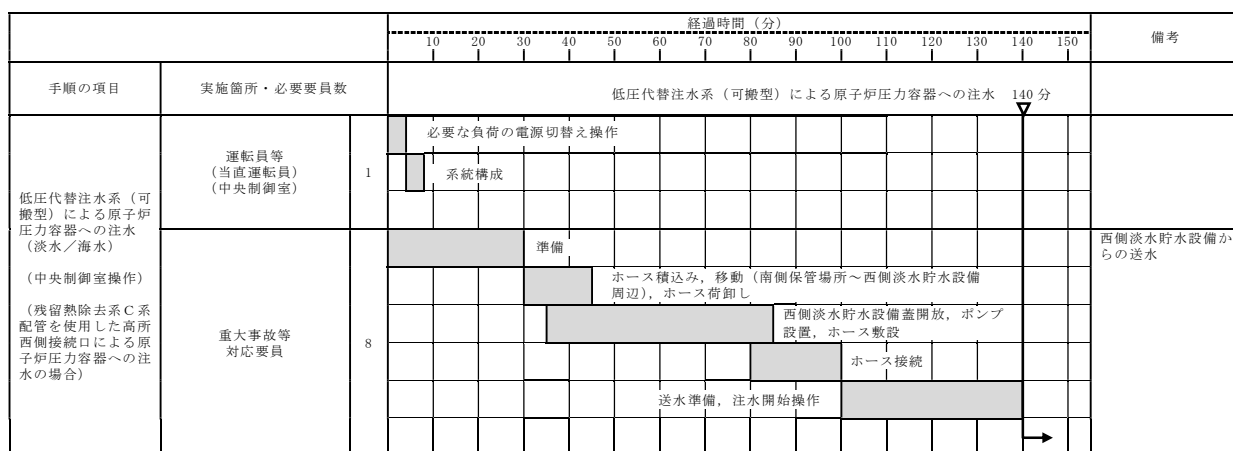 経過時間（分）
備考
10 20 30 40 50 60 70 80 90 100 110 120 130 140 150
手順の項目
実施箇所・必要要員数
低圧代替注水系（可搬型）による原子炉圧力容器への注水 140 分
低圧代替注水系（可
搬型）による原子炉
圧力容器への注水
（淡水／海水）
（中央制御室操作）
（残留熱除去系Ｃ系
配管を使用した高所
西側接続口による原
子炉圧力容器への注
水の場合）
運転員等
（当直運転員）
（中央制御室）
1
必要な負荷の電源切替え操作
系統構成
重大事故等
対応要員
8
準備
ホース積込み，移動（南側保管場所～西側淡水貯水設備
周辺），ホース荷卸し
西側淡水貯水設備蓋開放，ポンプ
設置，ホース敷設
ホース接続
送水準備，注水開始操作
西側淡水貯水設備か
らの送水